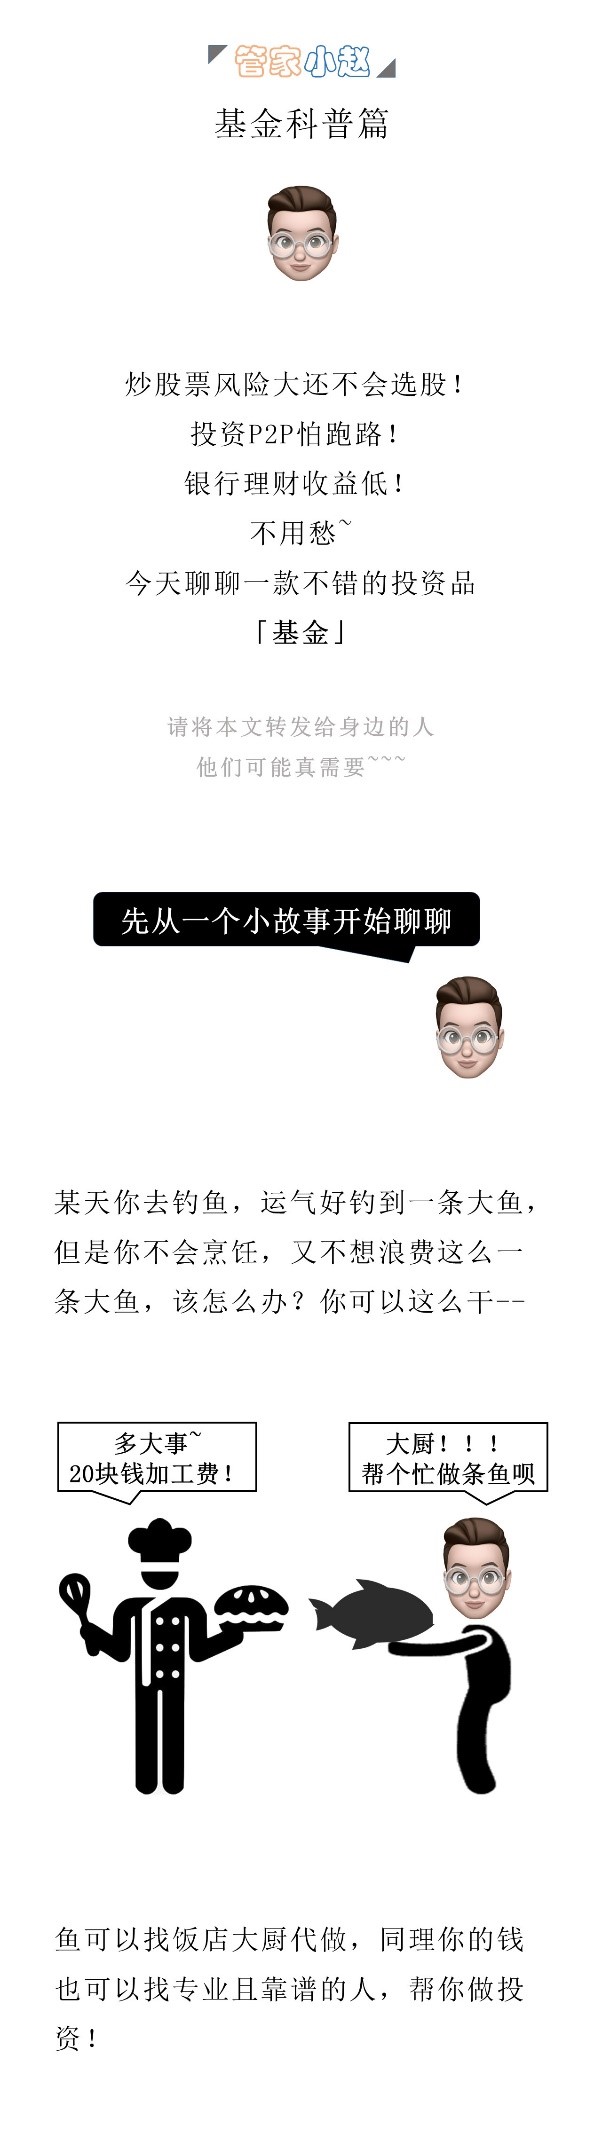 管家小赵
基金科普篇
炒股票风险大还不会选股！
投资P2P怕跑路！
银行理财收益低！
不用愁~
今天聊聊一款不错的投资品
「基金」
请将本文转发给身边的人
他们可能真需要~~~
先从一个小故事开始聊聊
某天你去钓鱼，运气好钓到一条大鱼，
但是你不会烹饪，又不想浪费这么一
条大鱼，该怎么办？你可以这么干--
多大事~
20块钱加工费！
大厨！！！
帮个忙做条鱼呗
鱼可以找饭店大厨代做，同理你的钱
也可以找专业且靠谱的人，帮你做投
资！